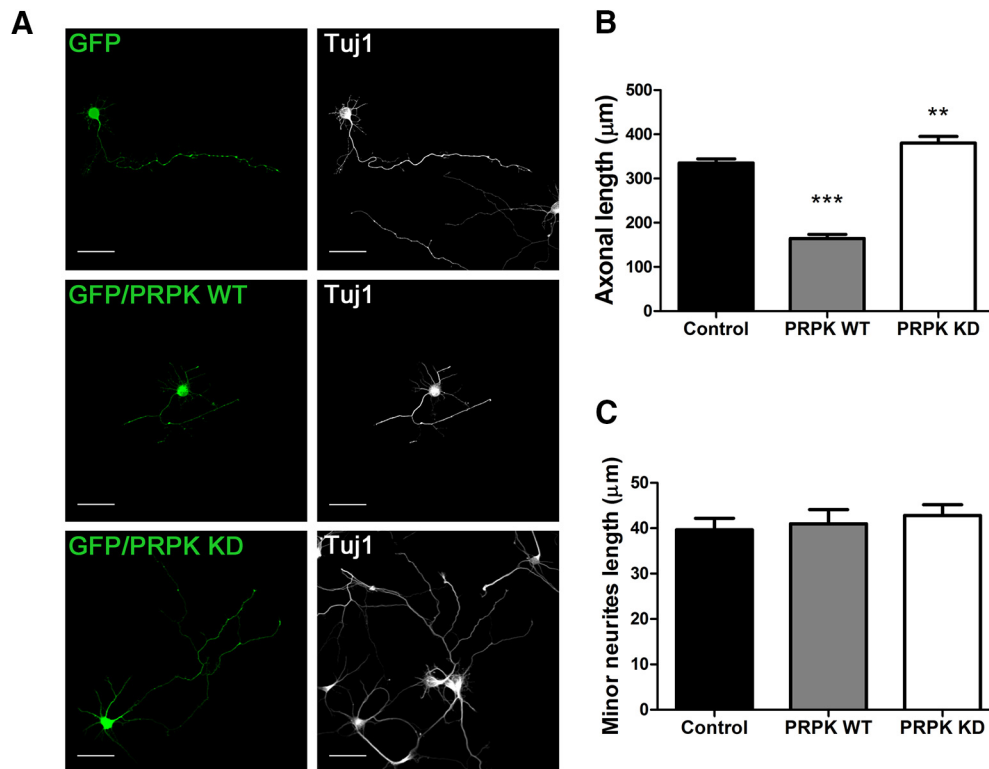 A
GFP
Tuj1
GFP/PRPK WT
Tuj1
GFP/PRPK KD
Tuj1
B
Axonal length (μm)
500
400
300
200
100
0
***
**
Control
PRPK WT
PRPK KD
C
Minor neurites length (μm)
50
40
30
20
10
0
Control
PRPK WT
PRPK KD